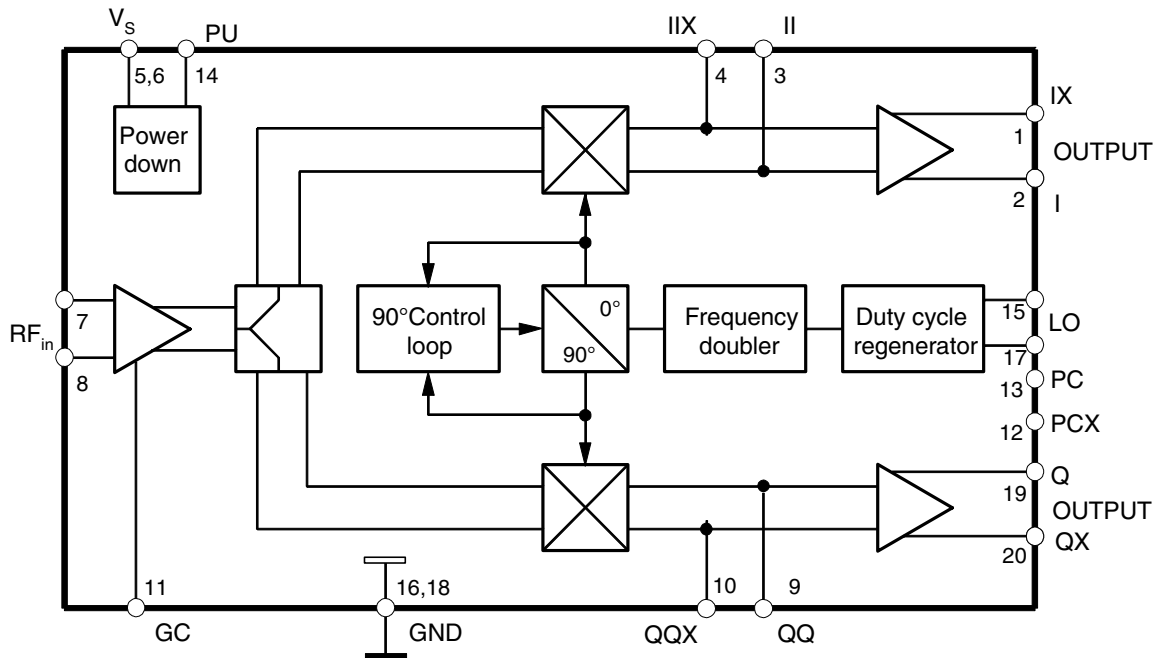 VS PU IIX II
5,6 14 4 3
IX
1
Power
down
OUTPUT
2
I
RFin
7
8
90°Control
loop
0°
90°
Frequency
doubler
Duty cycle
regenerator
15
LO
17
13 PC
12 PCX
Q
19
OUTPUT
20 QX
11 16,18 10 9
GC GND QQX QQ